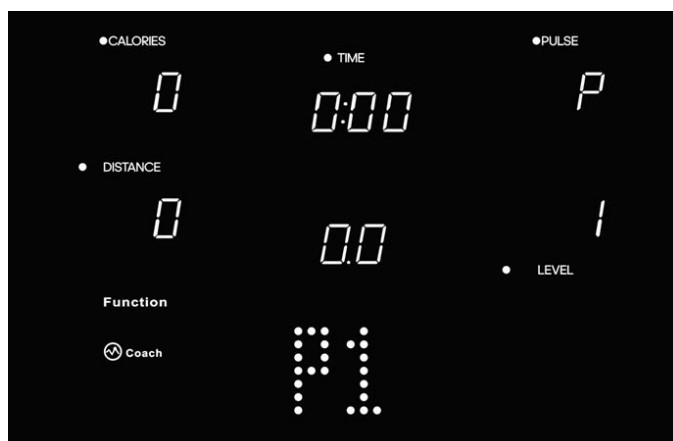 CALORIES
TIME
PULSE
0
0:00
P
DISTANCE
0
0.0
1
LEVEL
Function
Coach
P1